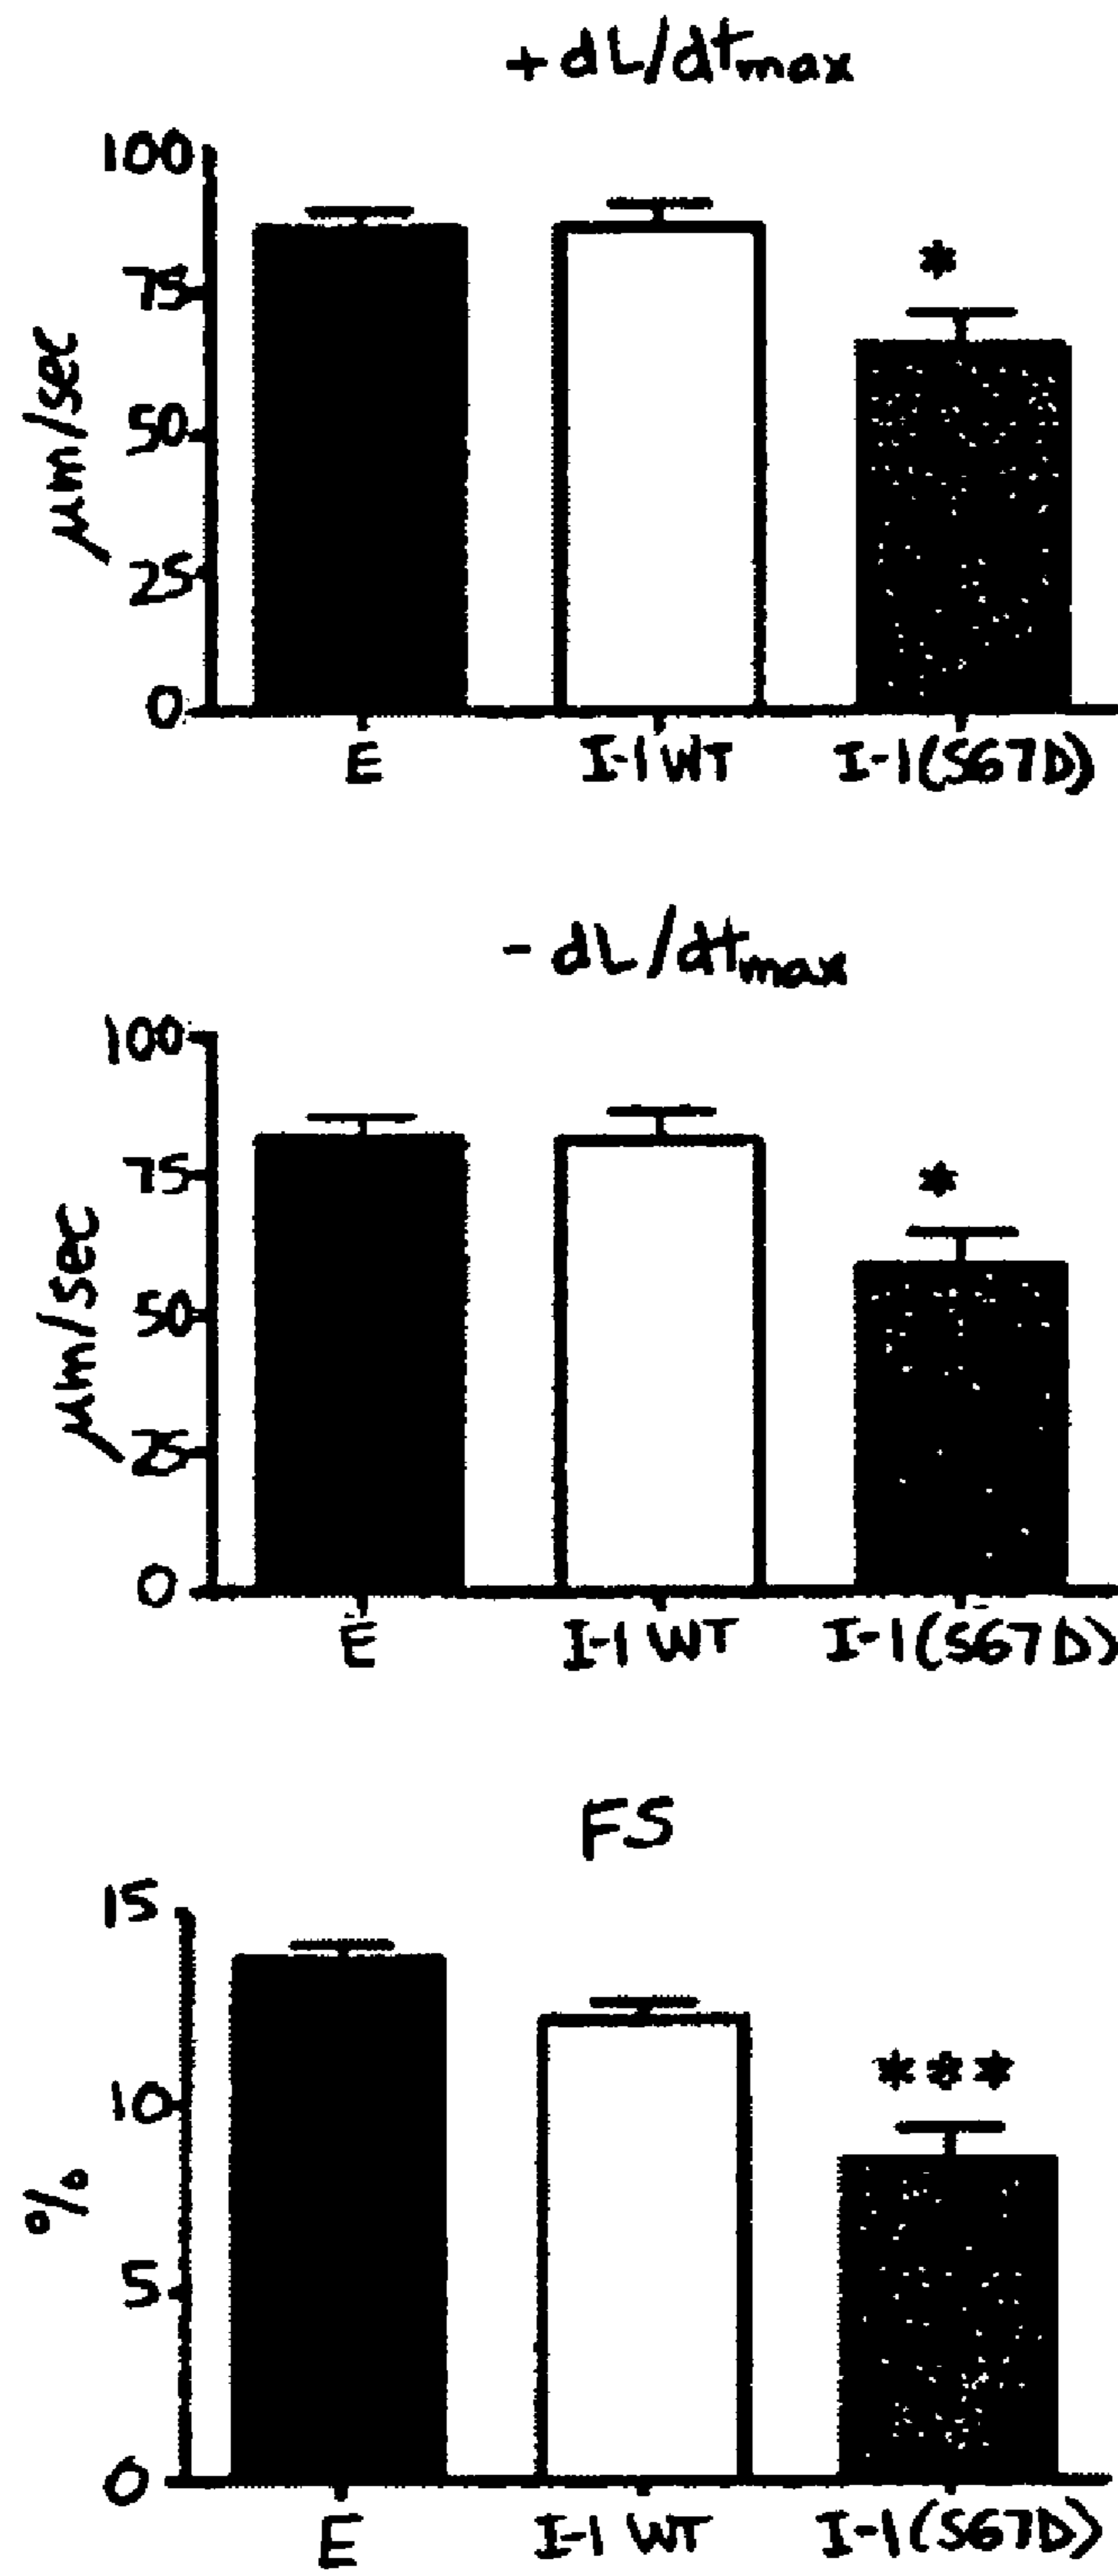 +dL/dtmax
100
75
50
25
0
μm/sec
*
E I-1 WT I-1(S67D)
-dL/dtmax
100
75
50
25
0
μm/sec
*
E I-1 WT I-1(S67D)
FS
15
10
5
0
%
***
E I-1 WT I-1(S67D)